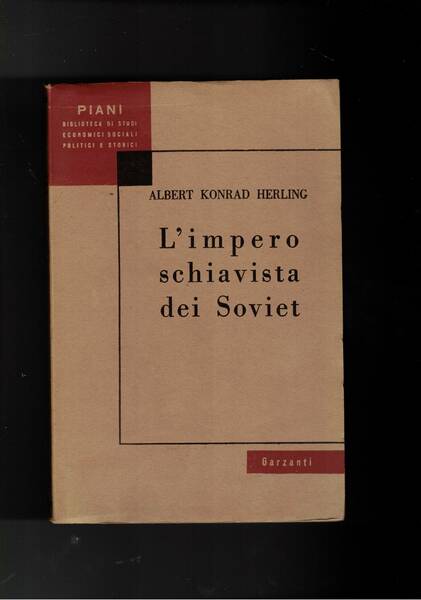 PIANI
BIBLIOTECA DI STUDI
ECONOMICI SOCIALI
POLITICI E STORICI
ALBERT KONRAD HERLING
L'impero
schiavista
dei Soviet
Garzanti